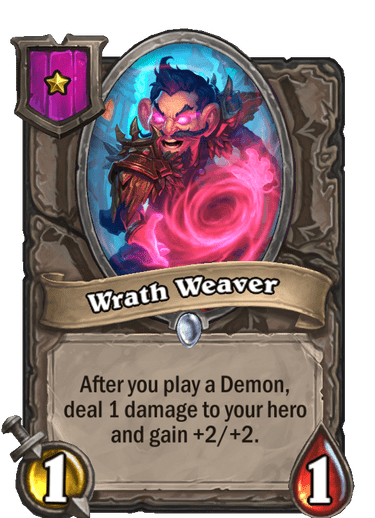 Wrath Weaver
After you play a Demon,
deal 1 damage to your hero
and gain +2/+2.
1 1